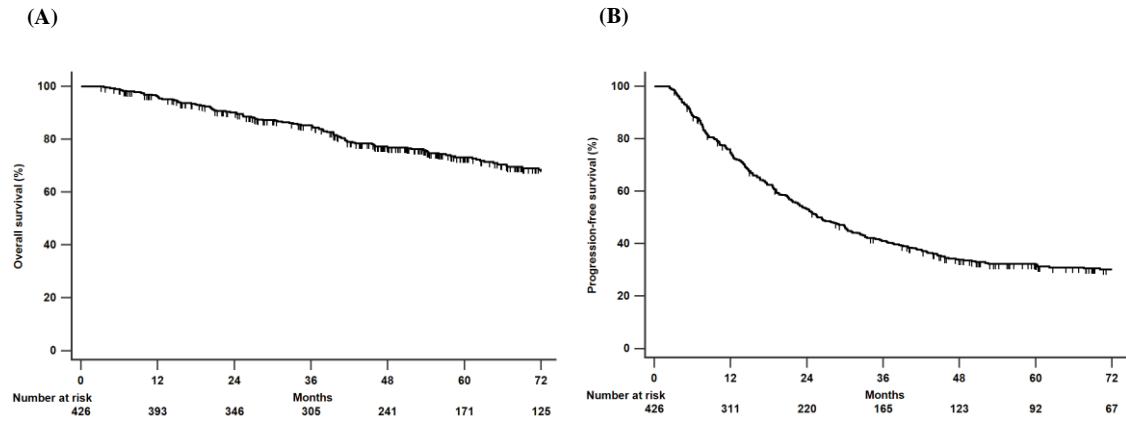 (A)
(B)
Overall survival (%)
100
80
60
40
20
0
0 12 24 36 48 60 72
Number at risk
Months
426 393 346 305 241 171 125
Progression-free survival (%)
100
80
60
40
20
0
0 12 24 36 48 60 72
Number at risk
Months
426 311 220 165 123 92 67